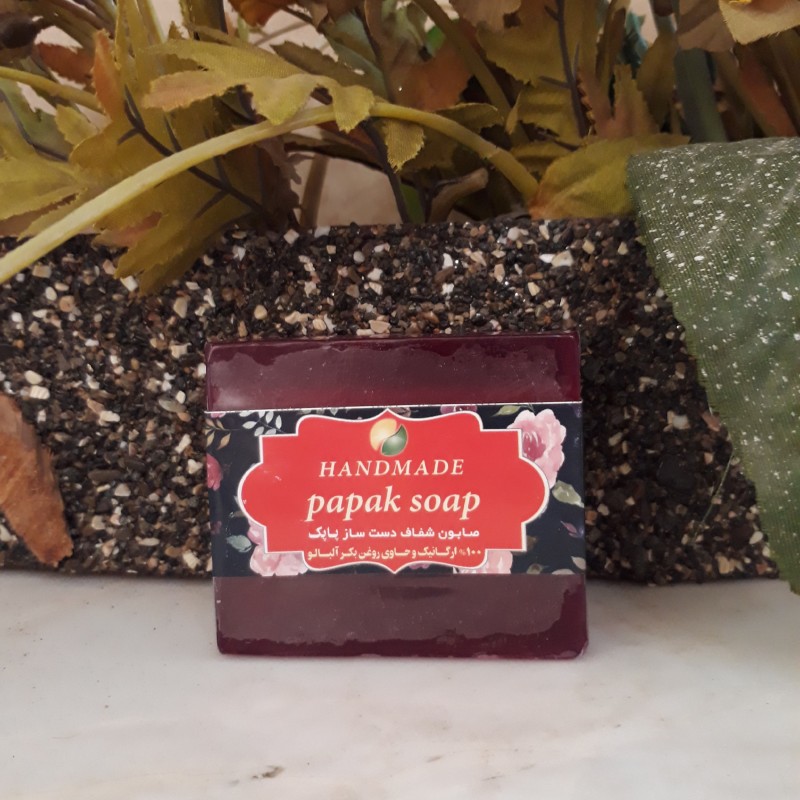 HANDMADE
papak soap
صابون شفاف دست ساز پاپک
۱۰۰% ارگانیک و حاوی روغن بکر آلبالو